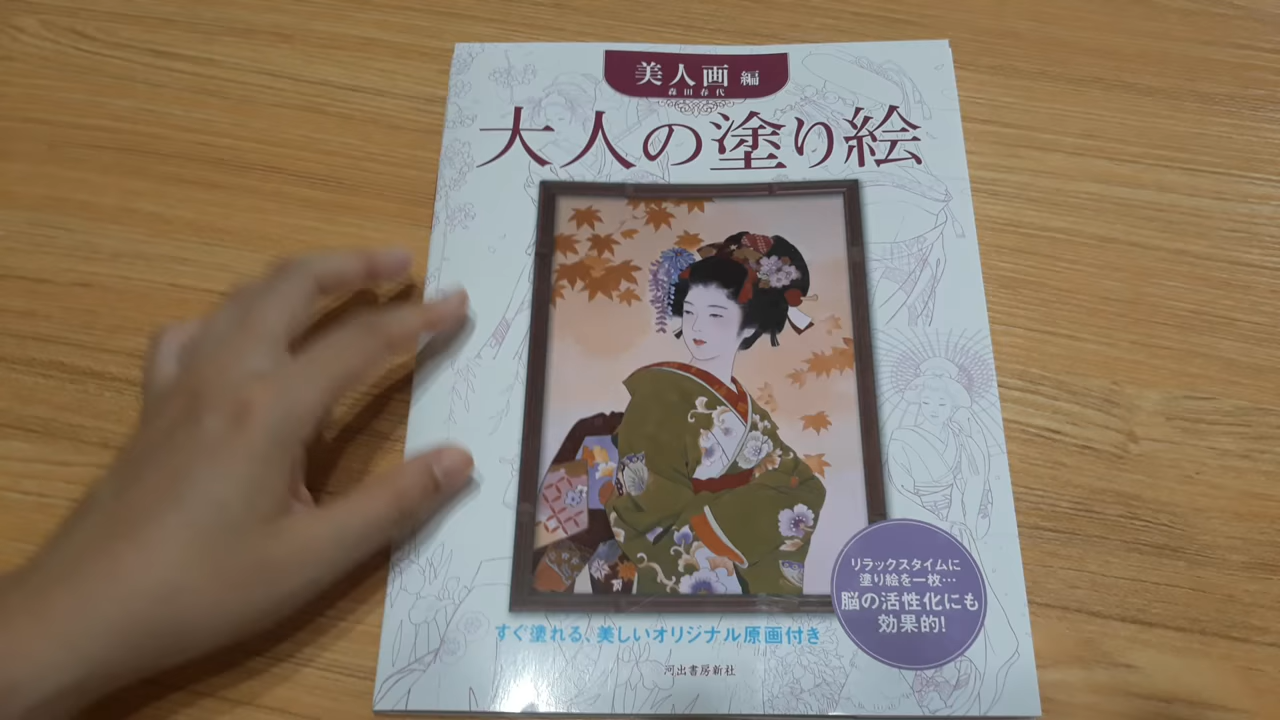 美人画 編
森田春代
大人の塗り絵
リラックスタイムに
塗り絵を一枚…
脳の活性化にも
効果的!
すぐ塗れる、美しいオリジナル原画付き
河出書房新社